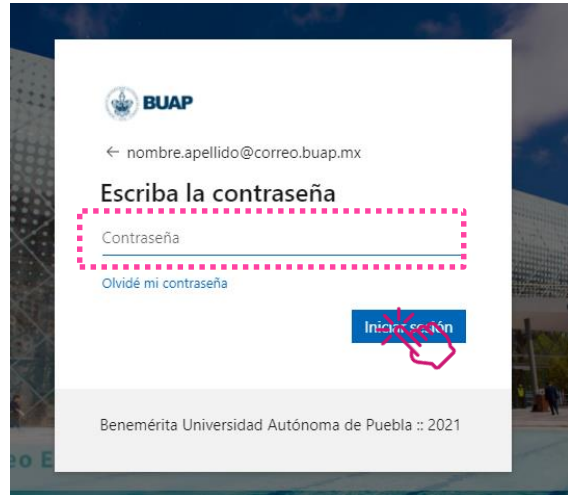 BUAP
← nombre.apellido@correo.buap.mx
Escriba la contraseña
Contraseña
Olvidé mi contraseña
Iniciar sesión
Benemérita Universidad Autónoma de Puebla :: 2021
eo E